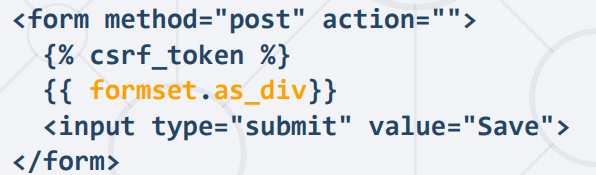 <form method="post" action="">
{% csrf_token %}
{{ formset.as_div}}
<input type="submit" value="Save">
</form>